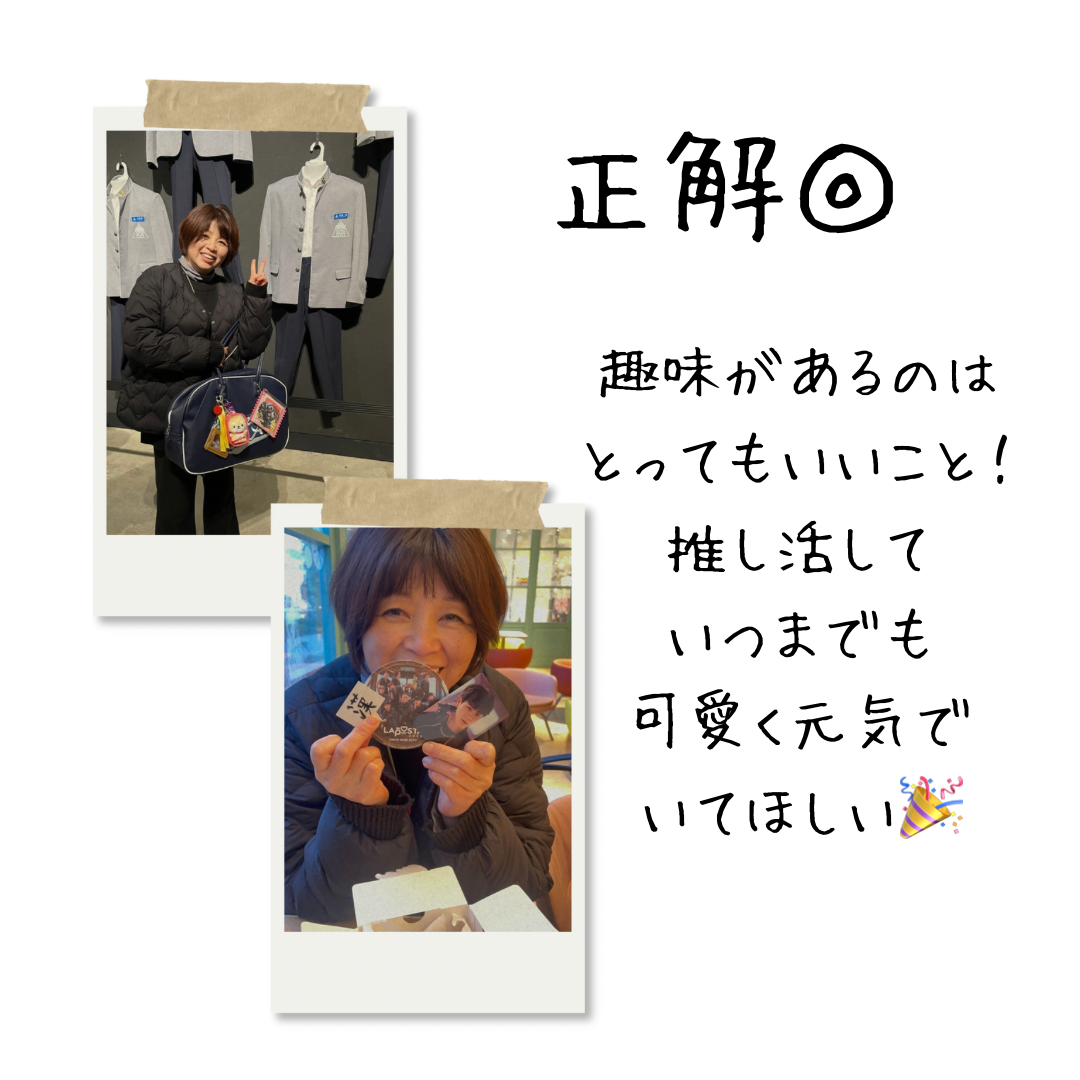 正解◎
趣味があるのは
とってもいいこと!
推し活して
いつまでも
可愛く元気で
いてほしい🎉
LAPOST